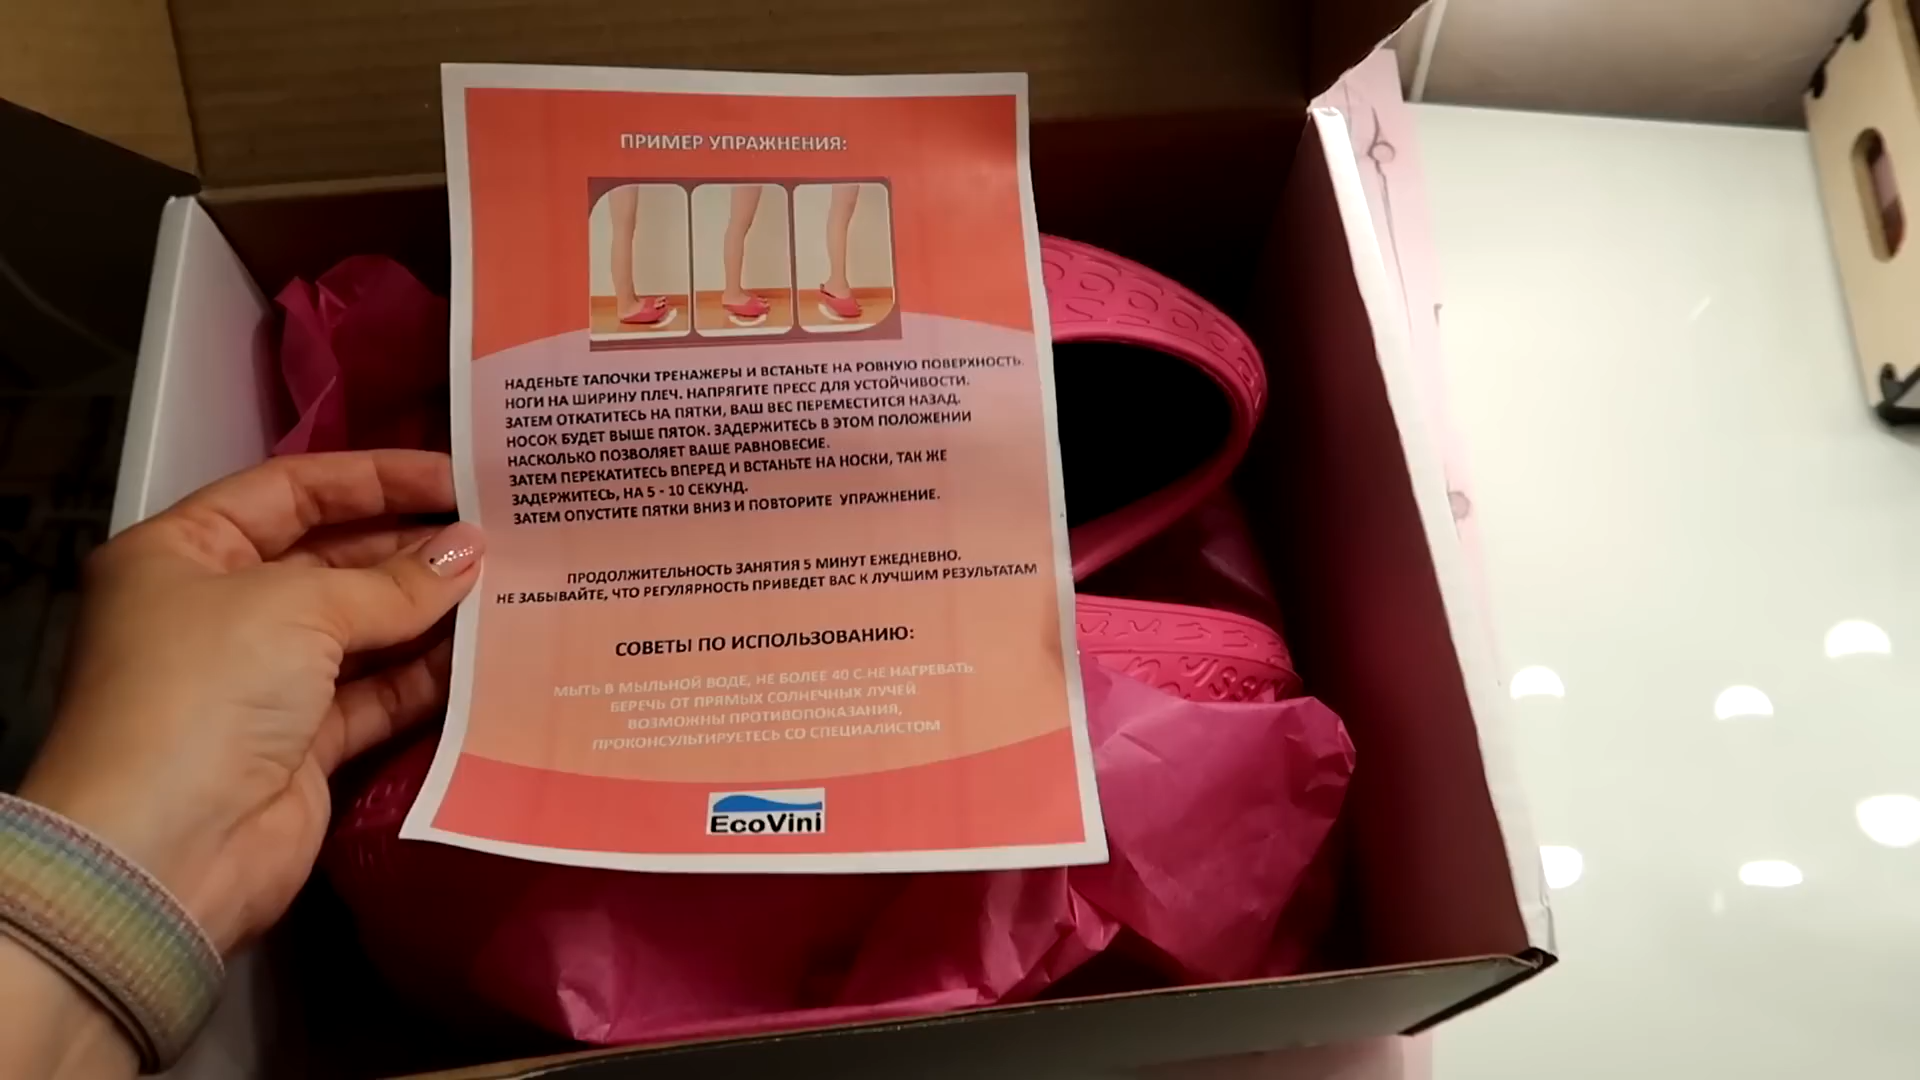 ПРИМЕР УПРАЖНЕНИЯ:
НАДЕНЬТЕ ТАПОЧКИ ТРЕНАЖЕРЫ И ВСТАНЬТЕ НА РОВНУЮ ПОВЕРХНОСТЬ.
НОГИ НА ШИРИНУ ПЛЕЧ. НАПРЯГИТЕ ПРЕСС ДЛЯ УСТОЙЧИВОСТИ.
ЗАТЕМ ОТКАТИТЕСЬ НА ПЯТКИ, ВАШ ВЕС ПЕРЕМЕСТИТСЯ НАЗАД.
НОСОК БУДЕТ ВЫШЕ ПЯТОК. ЗАДЕРЖИТЕСЬ В ЭТОМ ПОЛОЖЕНИИ
НАСКОЛЬКО ПОЗВОЛЯЕТ ВАШЕ РАВНОВЕСИЕ.
ЗАТЕМ ПЕРЕКАТИТЕСЬ ВПЕРЕД И ВСТАНЬТЕ НА НОСКИ, ТАК ЖЕ
ЗАДЕРЖИТЕСЬ, НА 5 - 10 СЕКУНД.
ЗАТЕМ ОПУСТИТЕ ПЯТКИ ВНИЗ И ПОВТОРИТЕ УПРАЖНЕНИЕ.
ПРОДОЛЖИТЕЛЬНОСТЬ ЗАНЯТИЯ 5 МИНУТ ЕЖЕДНЕВНО.
НЕ ЗАБЫВАЙТЕ, ЧТО РЕГУЛЯРНОСТЬ ПРИВЕДЕТ ВАС К ЛУЧШИМ РЕЗУЛЬТАТАМ
СОВЕТЫ ПО ИСПОЛЬЗОВАНИЮ:
МЫТЬ В МЫЛЬНОЙ ВОДЕ, НЕ БОЛЕЕ 40 С.НЕ НАГРЕВАТЬ.
БЕРЕЧЬ ОТ ПРЯМЫХ СОЛНЕЧНЫХ ЛУЧЕЙ.
ВОЗМОЖНЫ ПРОТИВОПОКАЗАНИЯ,
ПРОКОНСУЛЬТИРУЕТЕСЬ СО СПЕЦИАЛИСТОМ
EcoVini